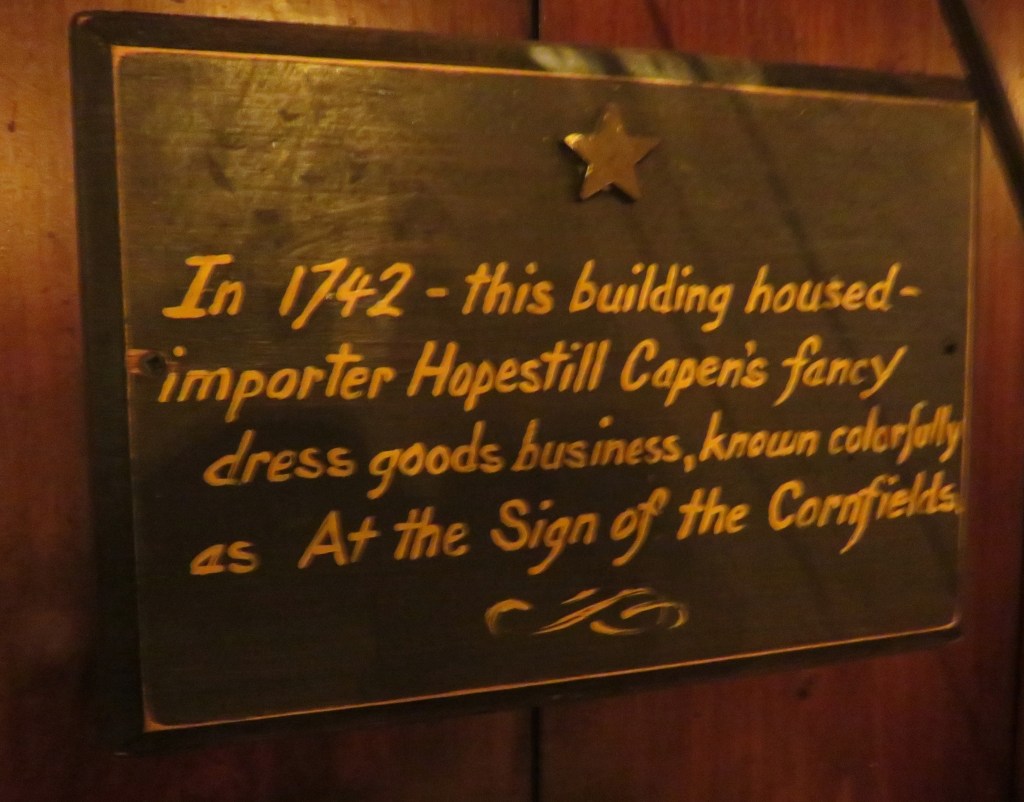 In 1742 - this building housed -
importer Hopestill Capen's fancy
dress goods business, known colorfully
as At the Sign of the Cornfields.